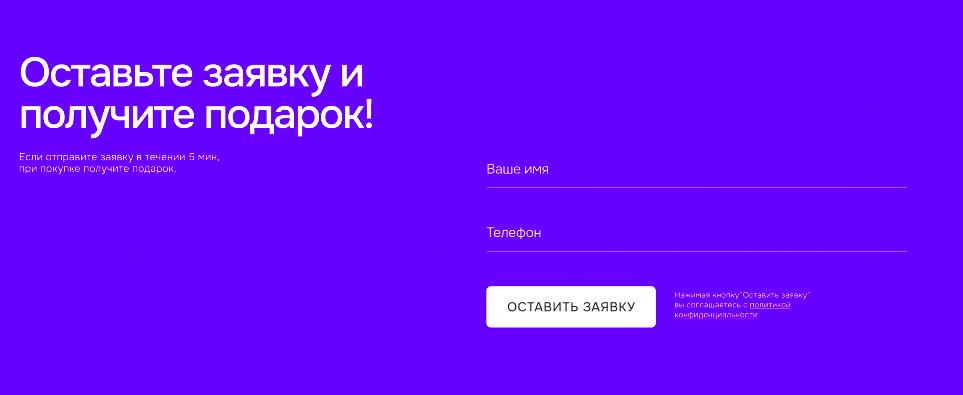 Оставьте заявку и
получите подарок!
Если отправите заявку в течении 5 мин,
при покупке получите подарок.
Ваше имя
Телефон
ОСТАВИТЬ ЗАЯВКУ
Нажимая кнопку"Оставить заявку"
вы соглашаетесь с политикой
конфиденциальности